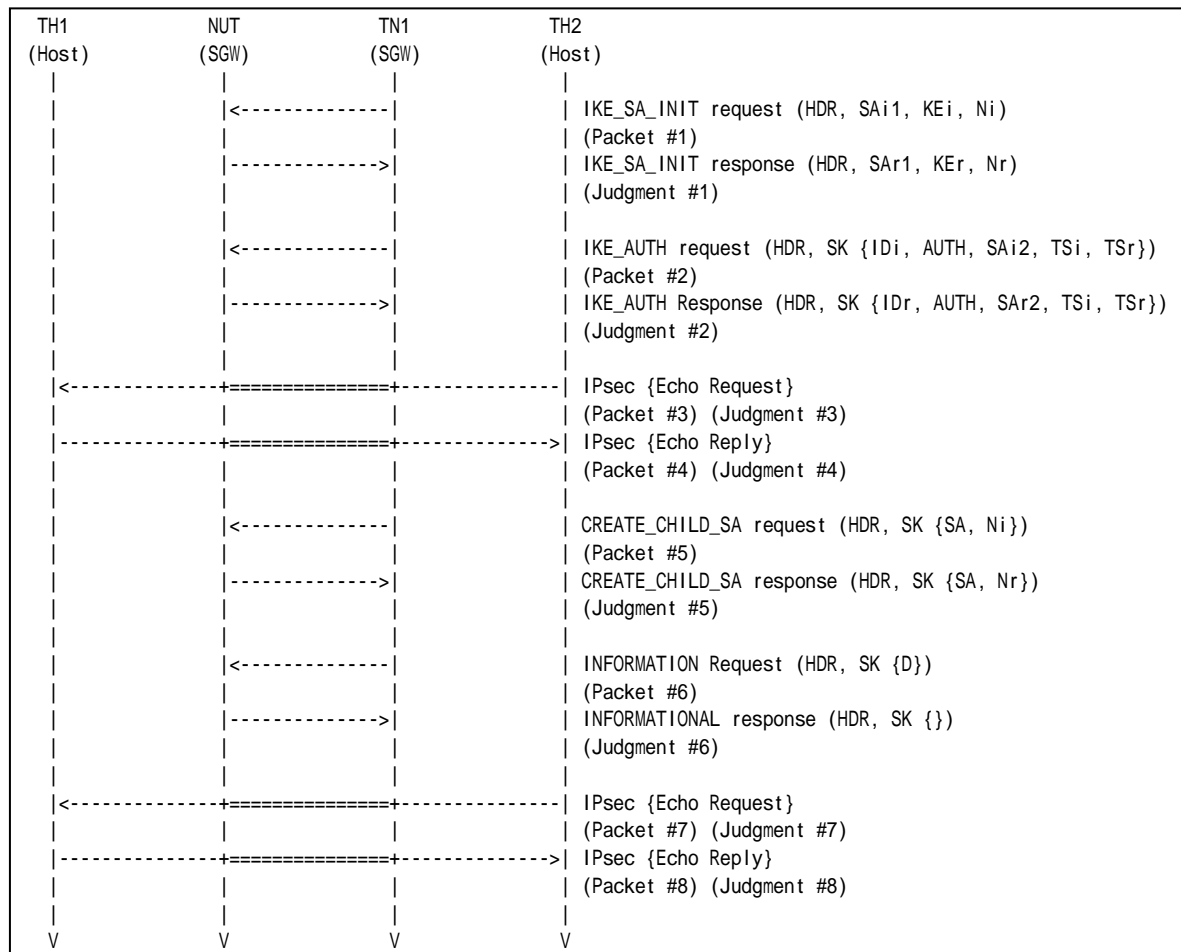 TH1 NUT TN1 TH2
(Host) (SGW) (SGW) (Host)
| | | |
| |<--------------| | IKE_SA_INIT request (HDR, SAi1, KEi, Ni)
| | | | (Packet #1)
| |-------------->| | IKE_SA_INIT response (HDR, SAr1, KEr, Nr)
| | | | (Judgment #1)
| | | |
| |<--------------| | IKE_AUTH request (HDR, SK {IDi, AUTH, SAi2, TSi, TSr})
| | | | (Packet #2)
| |-------------->| | IKE_AUTH Response (HDR, SK {IDr, AUTH, SAr2, TSi, TSr})
| | | | (Judgment #2)
| | | |
|<--------------+===============+--------------| IPsec {Echo Request}
| | | | (Packet #3) (Judgment #3)
|---------------+===============+------------->| IPsec {Echo Reply}
| | | | (Packet #4) (Judgment #4)
| | | |
| |<--------------| | CREATE_CHILD_SA request (HDR, SK {SA, Ni})
| | | | (Packet #5)
| |-------------->| | CREATE_CHILD_SA response (HDR, SK {SA, Nr})
| | | | (Judgment #5)
| | | |
| |<--------------| | INFORMATION Request (HDR, SK {D})
| | | | (Packet #6)
| |-------------->| | INFORMATIONAL response (HDR, SK {})
| | | | (Judgment #6)
| | | |
|<--------------+===============+--------------| IPsec {Echo Request}
| | | | (Packet #7) (Judgment #7)
|---------------+===============+------------->| IPsec {Echo Reply}
| | | | (Packet #8) (Judgment #8)
| | | |
V V V V